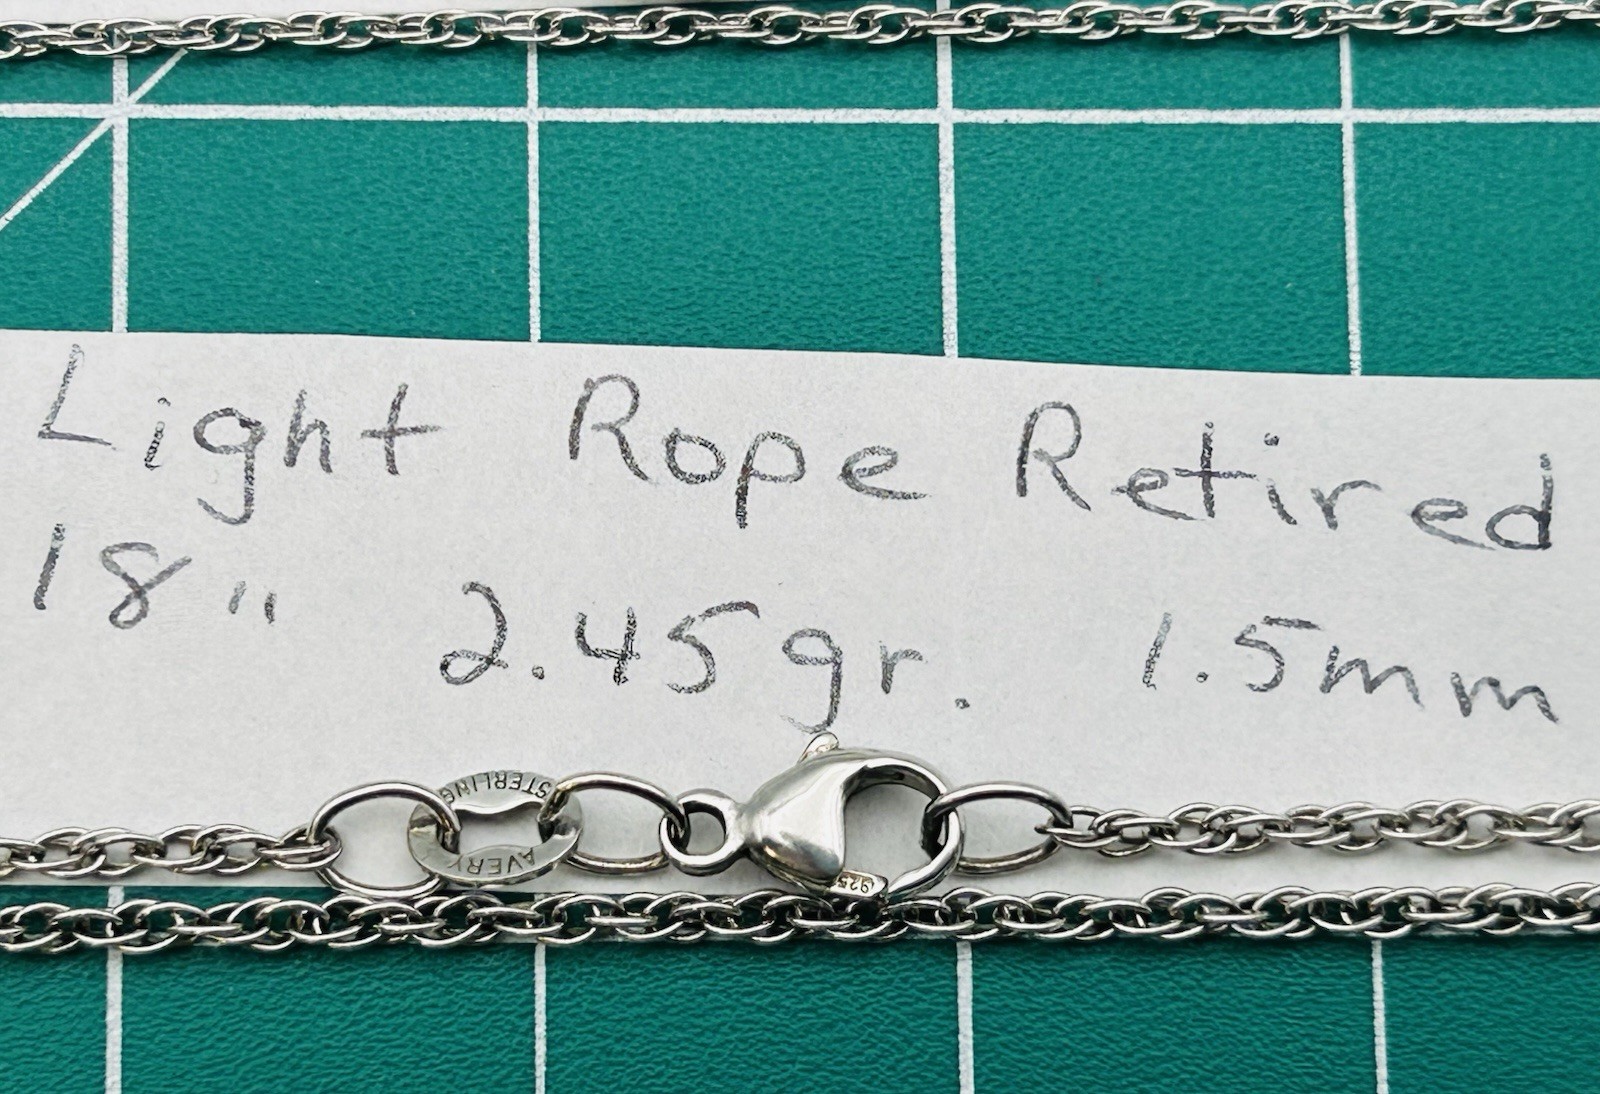 Light Rope Retired
18" 2.45gr. 1.5mm
STERLING
AVERY
925